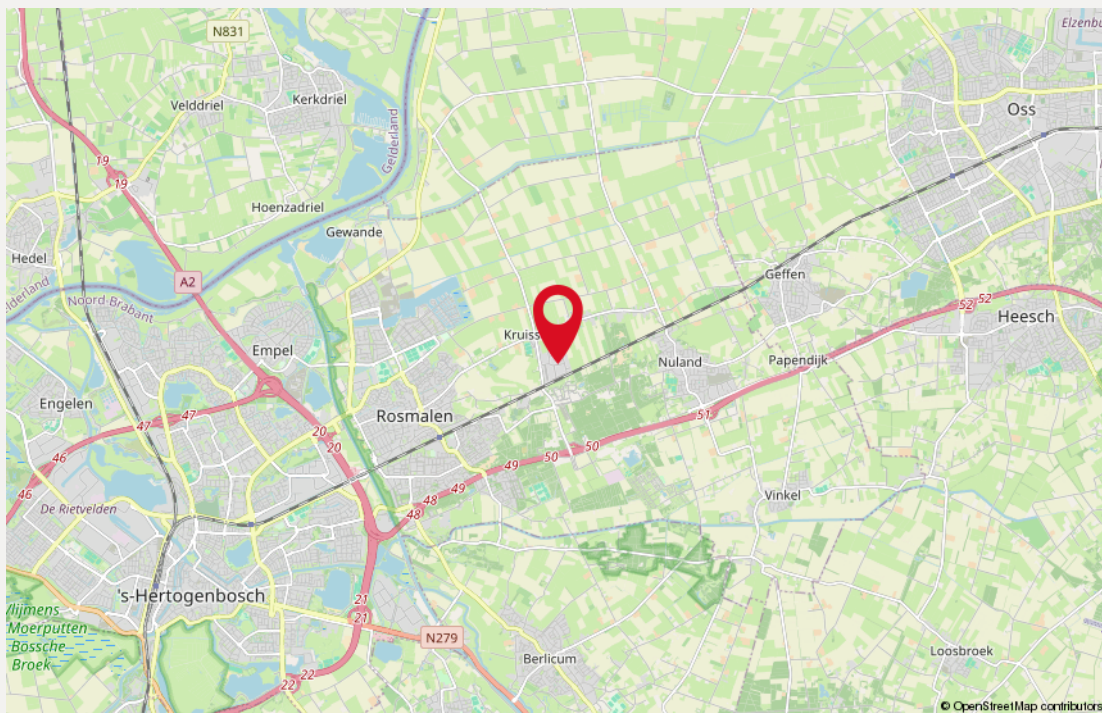 Elzenbu
N831
Velddriel
Kerkdriel
Oss
Gelderland
19
19
Hoenzadriel
Gewande
Hedel
Geffen
A2
elderland
Noord-Brabant
52
52
Heesch
Kruiss
Empel
Nuland
Papendijk
Engelen
Rosmalen
47
47
51
20
20
50
50
46
46
49
49
48
48
De Rietvelden
Vinkel
's-Hertogenbosch
21
21
Vlijmens
Moerputten
Bossche
Broek
N279
22
22
Berlicum
Loosbroek
© OpenStreetMap contributors